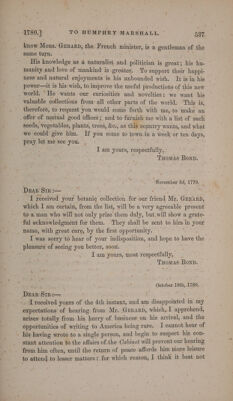 1780.] TO HUMPHRY MARSHALL. 537
know Mons. GERARD, the French minister, is a gentleman of the
same turn.
His knowledge as a naturalist and politician is great; his hu-
manity and love of mankind is greater. To support their happi-
ness and natural enjoyments is his unbounded wish. It is in his
power—it is his wish, to improve the useful productions of this new
world. He wants our curiosities and novelties: we want his
valuable collections from all other parts of the world. This is,
therefore, to request you would come forth with me, to make an
offer of mutual good offices; and to furnish me with a list of such
seeds, vegetables, plants, trees, &c., as this country wants, and what
we could give him. If you come to town in a week or ten days,
pray let me see you.
I am yours, respectfully,
THOMAS BOND.
November 3d, 1779.
DEAR SIR:—
I received your botanic collection for our friend Mr. GERARD,
which I am certain, from the list, will be a very agreeable present
to a man who will not only prize them duly, but will show a grate-
ful acknowledgment for them. They shall be sent to him in your
name, with great care, by the first opportunity.
I was sorry to hear of your indisposition, and hope to have the
pleasure of seeing you better, soon.
I am yours, most respectfully,
THOMAS BOND.
October 19th, 1780.
DEAR SIR:—
I received yours of the 4th instant, and am disappointed in my
expectations of hearing from Mr. GERARD, which, I apprehend,
arises totally from his hurry of business on his arrival, and the
opportunities of writing to America being rare. I cannot hear of
his having wrote to a single person, and begin to suspect his con-
stant attention to the affairs of the Cabinet will prevent our hearing
from him often, until the return of peace affords him more leisure
to attend to lesser matters: for which reason, I think it best not